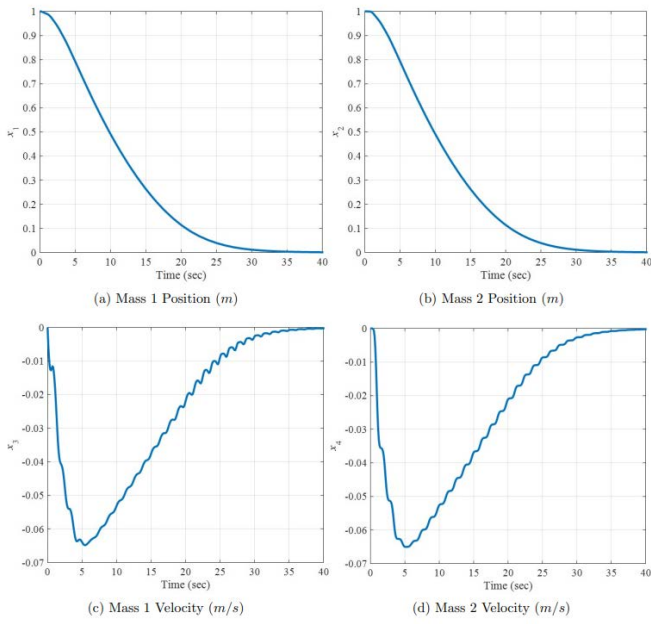 1
0.9
0.8
0.7
0.6
0.5
0.4
0.3
0.2
0.1
0
x₁
0 5 10 15 20 25 30 35 40
Time (sec)
(a) Mass 1 Position (m)
1
0.9
0.8
0.7
0.6
0.5
0.4
0.3
0.2
0.1
0
x₂
0 5 10 15 20 25 30 35 40
Time (sec)
(b) Mass 2 Position (m)
0
-0.01
-0.02
-0.03
-0.04
-0.05
-0.06
-0.07
x₃
0 5 10 15 20 25 30 35 40
Time (sec)
(c) Mass 1 Velocity (m/s)
0
-0.01
-0.02
-0.03
-0.04
-0.05
-0.06
-0.07
x₄
0 5 10 15 20 25 30 35 40
Time (sec)
(d) Mass 2 Velocity (m/s)